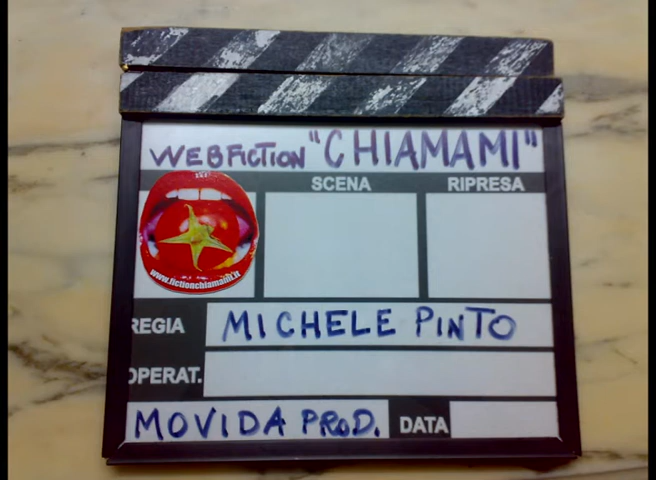 WEBFICTION "CHIAMAMI"
SCENA RIPRESA
www.fictionchiamami.it
REGIA MICHELE PINTO
OPERAT.
MOVIDA PROD. DATA